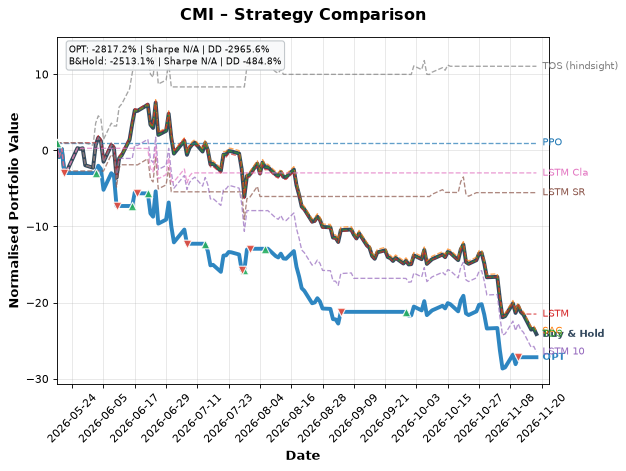 CMI – Strategy Comparison
OPT: -2817.2% | Sharpe N/A | DD -2965.6%
B&Hold: -2513.1% | Sharpe N/A | DD -484.8%
Normalised Portfolio Value
10
0
−10
−20
−30
TOS (hindsight)
PPO
LSTM Cla
LSTM SR
LSTM
Buy & Hold
LSTM 10
OPT
2026-05-24
2026-06-05
2026-06-17
2026-06-29
2026-07-11
2026-07-23
2026-08-04
2026-08-16
2026-08-28
2026-09-09
2026-09-21
2026-10-03
2026-10-15
2026-10-27
2026-11-08
2026-11-20
Date